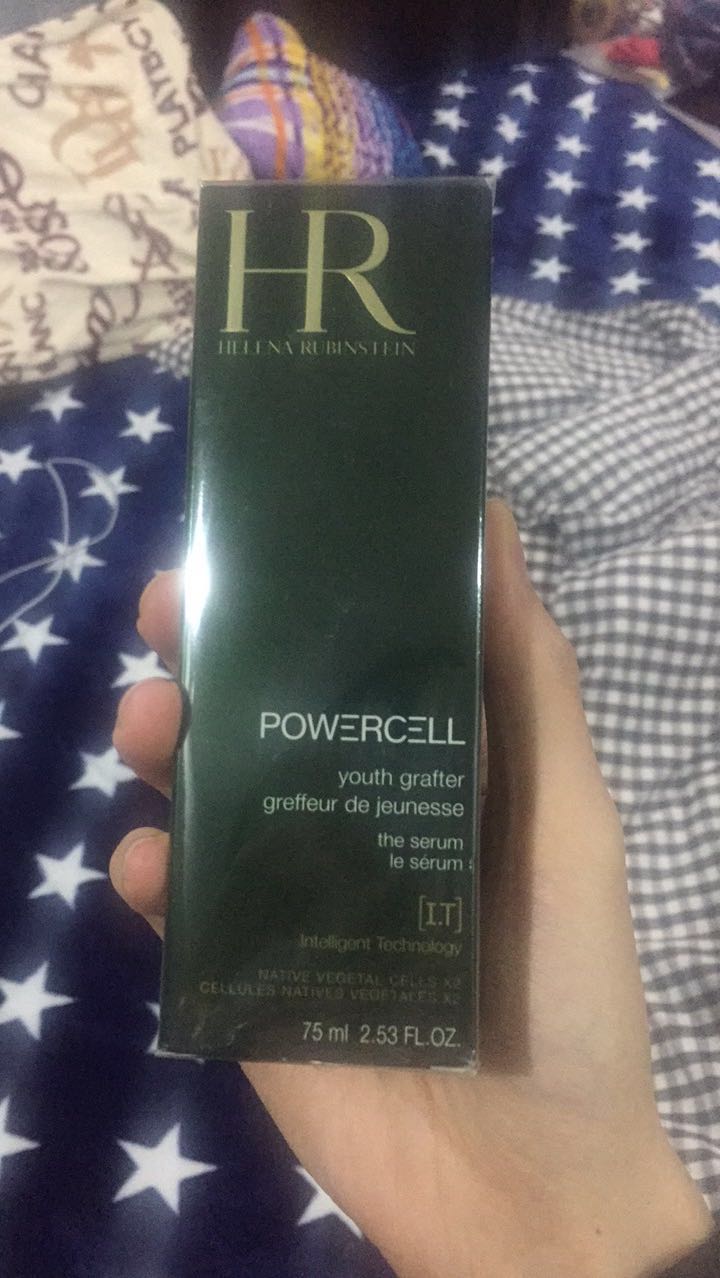 HR
HELENA RUBINSTEIN
POWERCELL
youth grafter
greffeur de jeunesse
the serum
le sérum
[I.T]
Intelligent Technology
NATIVE VEGETAL CELLS X2
CELLULES NATIVES VEGETALES X2
75 ml 2.53 FL.OZ.
PLAYBOY